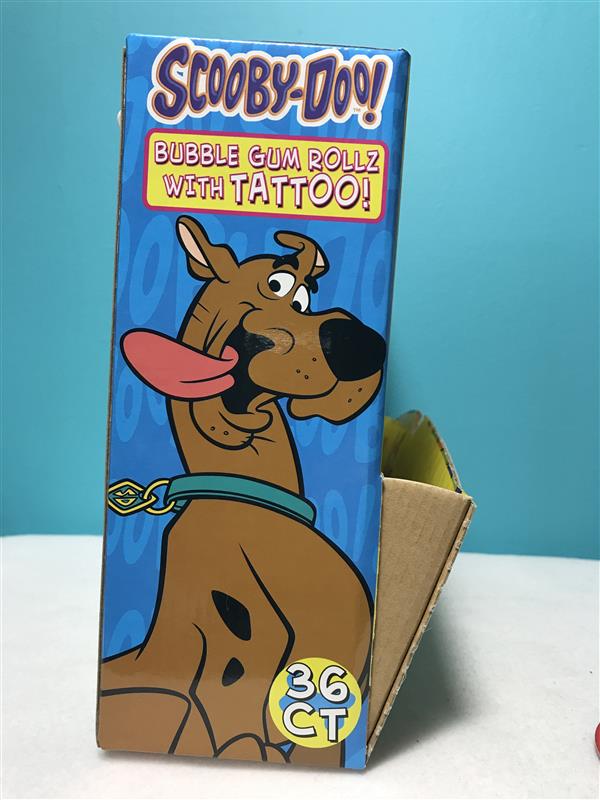 SCOOBY-DOO!
BUBBLE GUM ROLLZ
WITH TATTOO!
36
CT